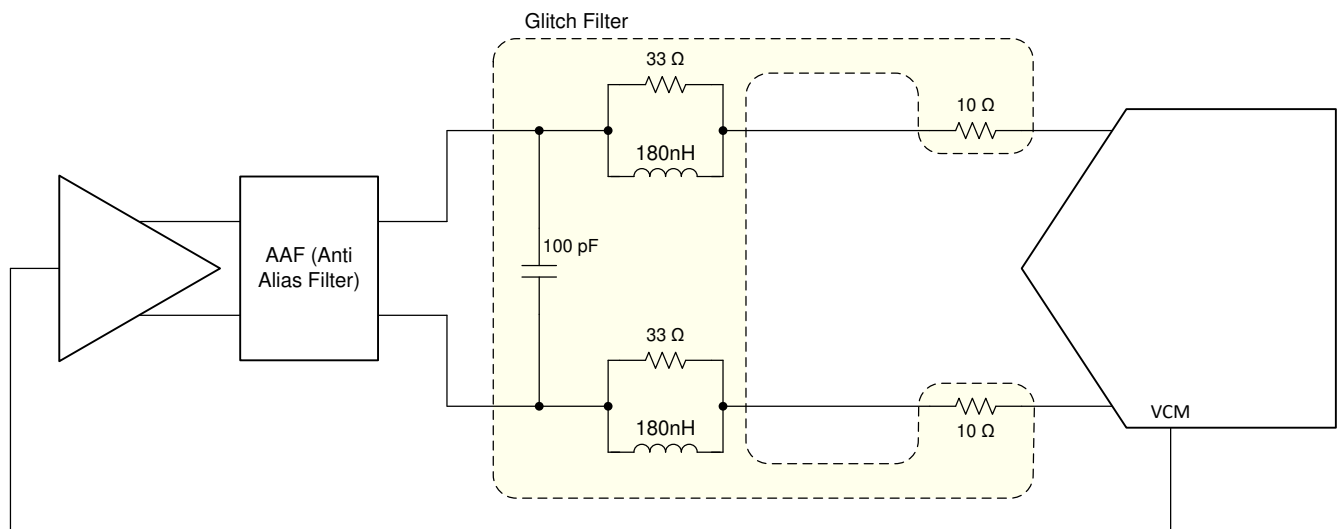 Glitch Filter
33 Ω
10 Ω
180nH
AAF (Anti
Alias Filter)
100 pF
33 Ω
180nH
10 Ω
VCM